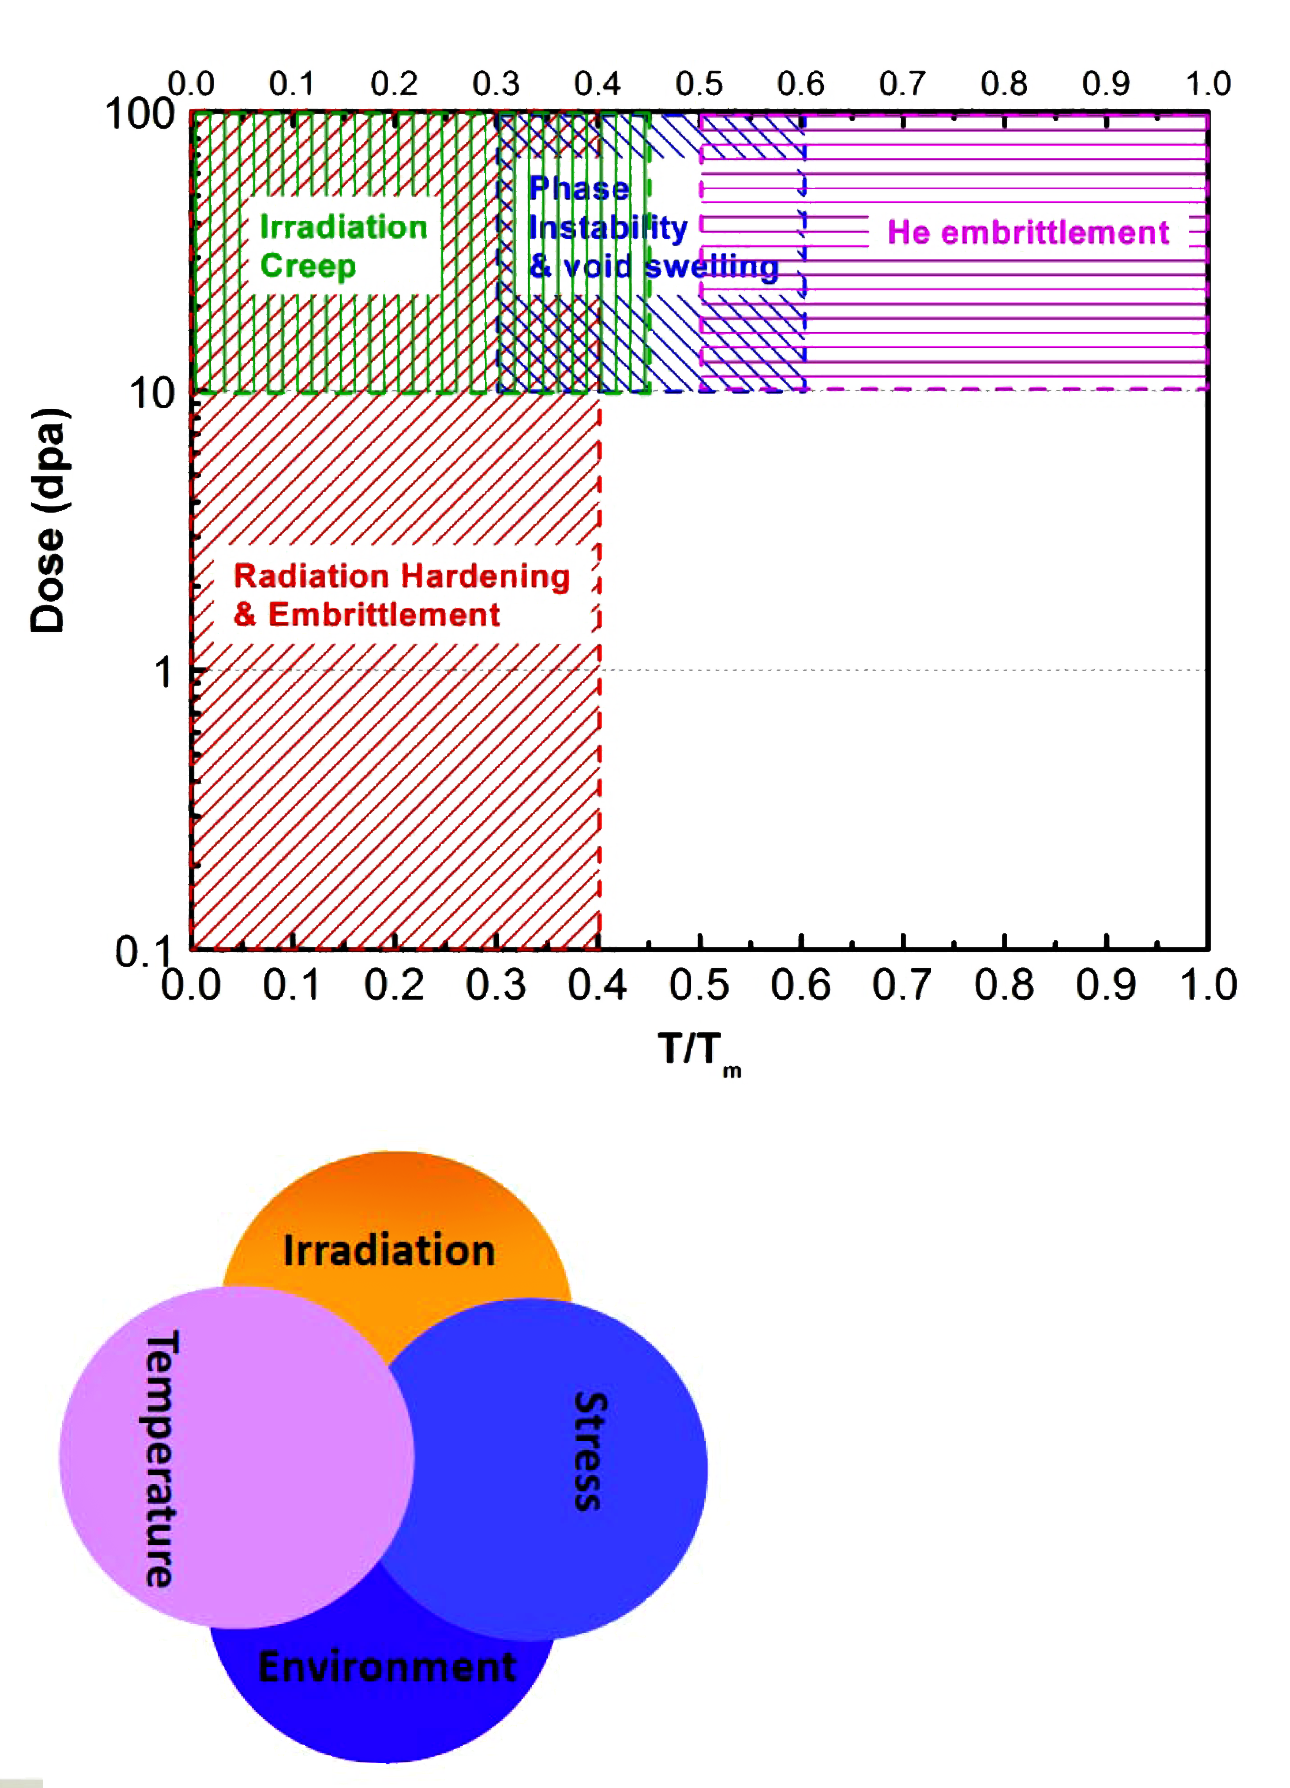 0.0 0.1 0.2 0.3 0.4 0.5 0.6 0.7 0.8 0.9 1.0
100
Irradiation
Creep
Phase
Instability
& void swelling
He embrittlement
10
Dose (dpa)
Radiation Hardening
& Embrittlement
1
0.1
0.0 0.1 0.2 0.3 0.4 0.5 0.6 0.7 0.8 0.9 1.0
T/Tm
Irradiation
Temperature
Stress
Environment